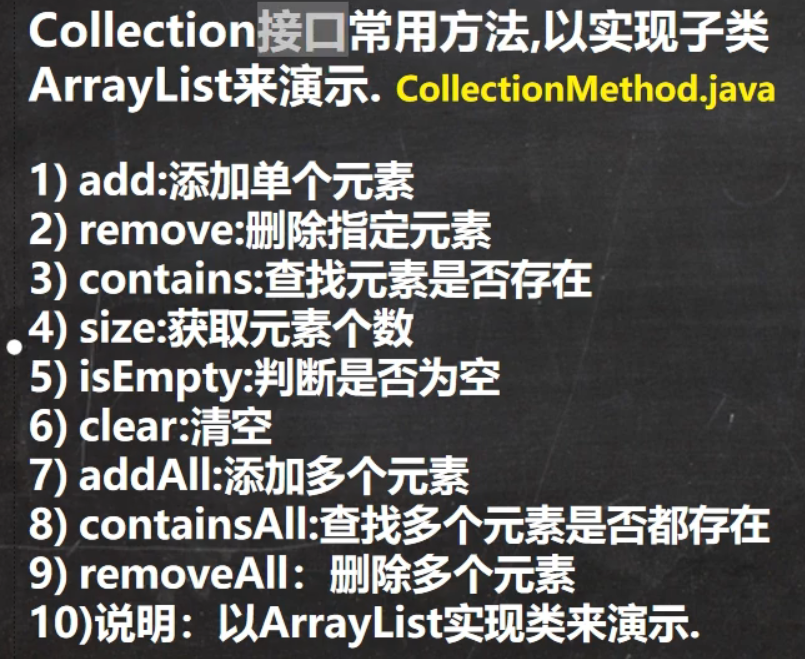 Collection接口常用方法,以实现子类
ArrayList来演示. CollectionMethod.java
1) add:添加单个元素
2) remove:删除指定元素
3) contains:查找元素是否存在
4) size:获取元素个数
5) isEmpty:判断是否为空
6) clear:清空
7) addAll:添加多个元素
8) containsAll:查找多个元素是否都存在
9) removeAll：删除多个元素
10)说明：以ArrayList实现类来演示.